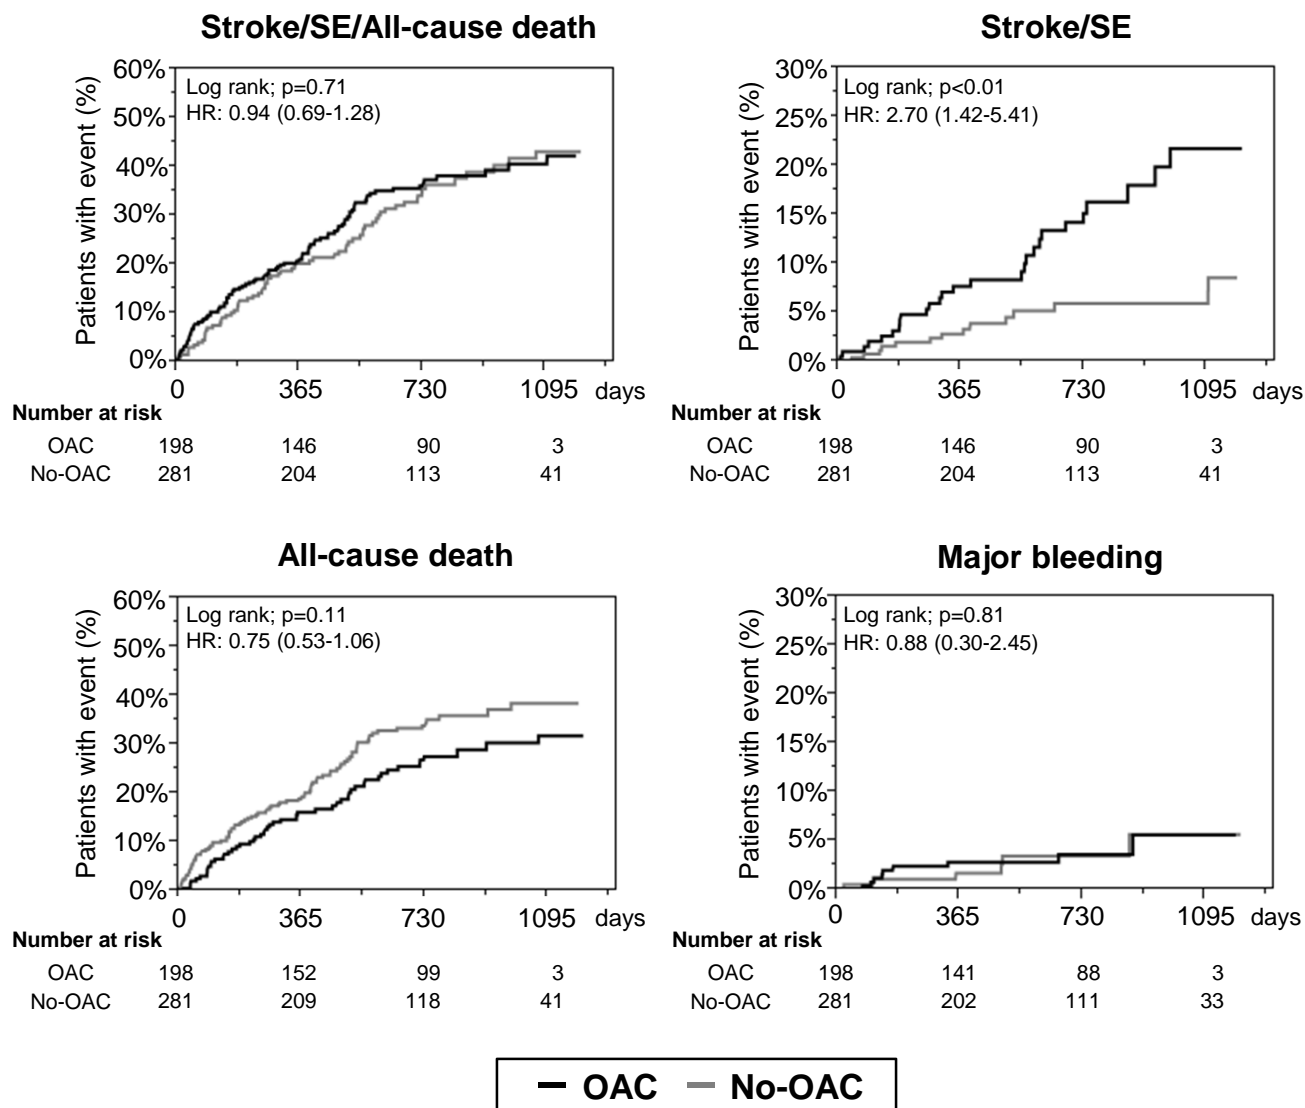 Stroke/SE/All-cause death
Patients with event (%)
60%
50%
40%
30%
20%
10%
0%
Log rank; p=0.71
HR: 0.94 (0.69-1.28)
0 365 730 1095 days
Number at risk
OAC 198 146 90 3
No-OAC 281 204 113 41
Stroke/SE
Patients with event (%)
30%
25%
20%
15%
10%
5%
0%
Log rank; p<0.01
HR: 2.70 (1.42-5.41)
0 365 730 1095 days
Number at risk
OAC 198 146 90 3
No-OAC 281 204 113 41
All-cause death
Patients with event (%)
60%
50%
40%
30%
20%
10%
0%
Log rank; p=0.11
HR: 0.75 (0.53-1.06)
0 365 730 1095 days
Number at risk
OAC 198 152 99 3
No-OAC 281 209 118 41
Major bleeding
Patients with event (%)
30%
25%
20%
15%
10%
5%
0%
Log rank; p=0.81
HR: 0.88 (0.30-2.45)
0 365 730 1095 days
Number at risk
OAC 198 141 88 3
No-OAC 281 202 111 33
OAC No-OAC